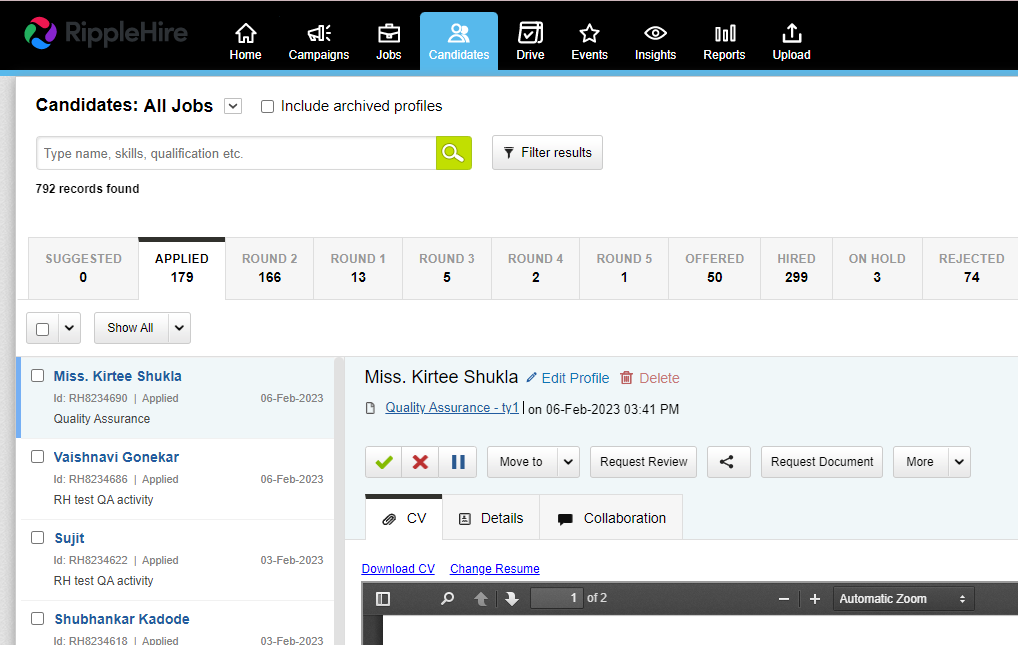 RippleHire
Home Campaigns Jobs Candidates Drive Events Insights Reports Upload
Candidates: All Jobs Include archived profiles
Type name, skills, qualification etc. Filter results
792 records found
SUGGESTED APPLIED ROUND 2 ROUND 1 ROUND 3 ROUND 4 ROUND 5 OFFERED HIRED ON HOLD REJECTED
0 179 166 13 5 2 1 50 299 3 74
Show All
Miss. Kirtee Shukla
Id: RH8234690 | Applied 06-Feb-2023
Quality Assurance
Vaishnavi Gonekar
Id: RH8234686 | Applied 06-Feb-2023
RH test QA activity
Sujit
Id: RH8234622 | Applied 03-Feb-2023
RH test QA activity
Shubhankar Kadode
Id: RH8234618 | Applied 03-Feb-2023
Miss. Kirtee Shukla Edit Profile Delete
Quality Assurance - ty1 on 06-Feb-2023 03:41 PM
Move to Request Review Request Document More
CV Details Collaboration
Download CV Change Resume
1 of 2 Automatic Zoom